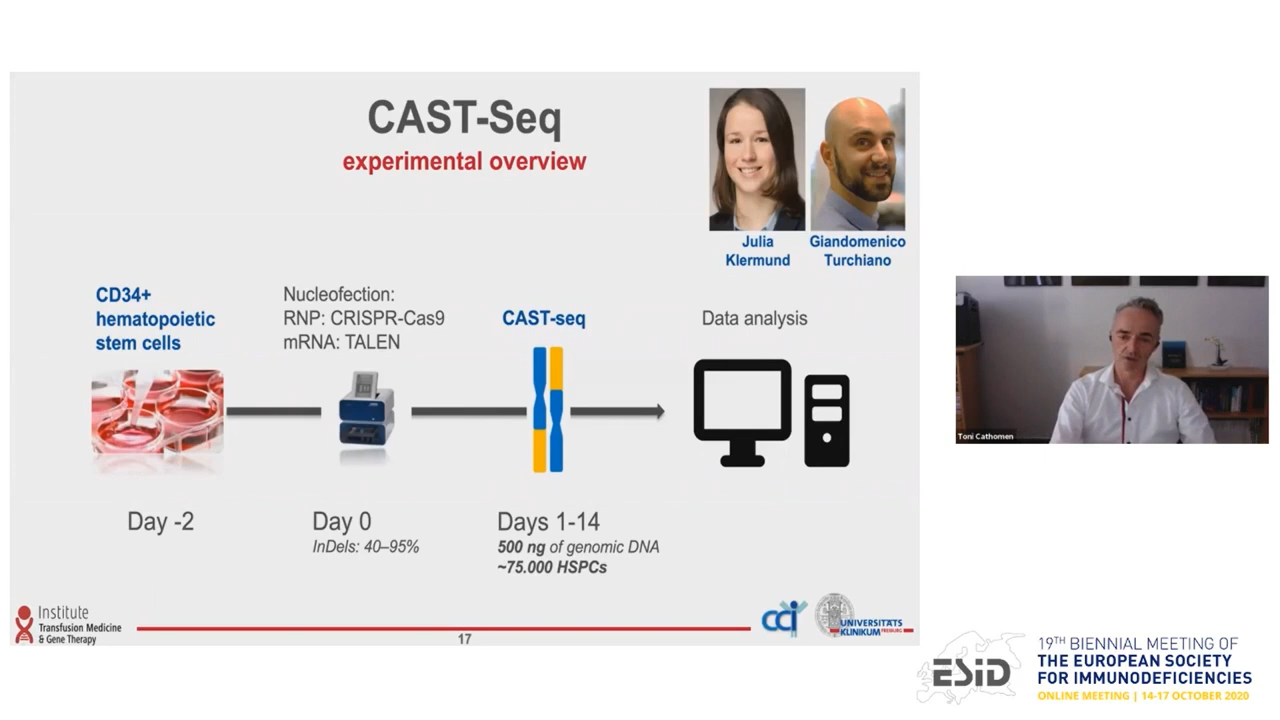 CAST-Seq
experimental overview
Julia
Klermund
Giandomenico
Turchiano
CD34+
hematopoietic
stem cells
Nucleofection:
RNP: CRISPR-Cas9
mRNA: TALEN
CAST-seq
Data analysis
Day -2
Day 0
InDels: 40–95%
Days 1-14
500 ng of genomic DNA
~75.000 HSPCs
Institute
Transfusion Medicine
& Gene Therapy
17
CCI
UNIVERSITÄTS
KLINIKUM FREIBURG
Toni Cathomen
ESiD
19TH BIENNIAL MEETING OF
THE EUROPEAN SOCIETY
FOR IMMUNODEFICIENCIES
ONLINE MEETING | 14-17 OCTOBER 2020